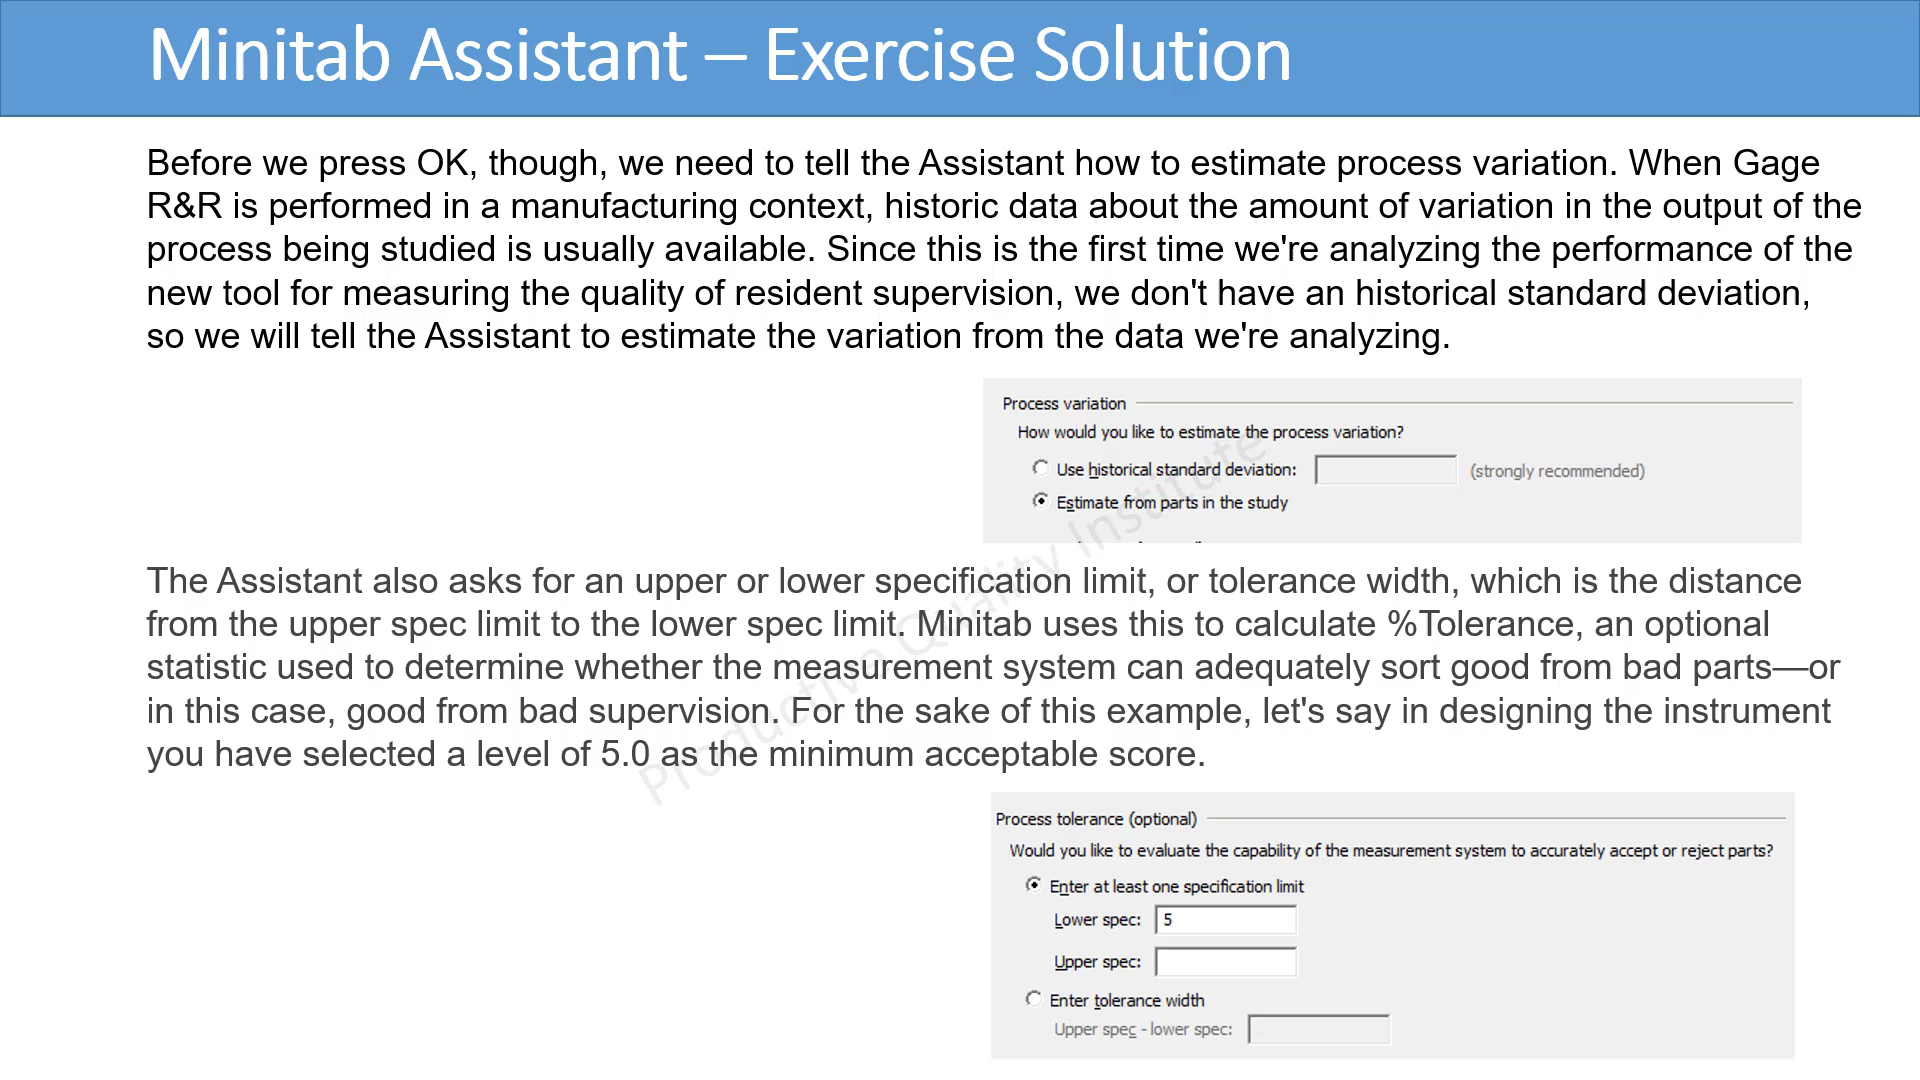 Minitab Assistant – Exercise Solution
Before we press OK, though, we need to tell the Assistant how to estimate process variation. When Gage
R&R is performed in a manufacturing context, historic data about the amount of variation in the output of the
process being studied is usually available. Since this is the first time we're analyzing the performance of the
new tool for measuring the quality of resident supervision, we don't have an historical standard deviation,
so we will tell the Assistant to estimate the variation from the data we're analyzing.
Process variation
How would you like to estimate the process variation?
Use historical standard deviation: (strongly recommended)
Estimate from parts in the study
The Assistant also asks for an upper or lower specification limit, or tolerance width, which is the distance
from the upper spec limit to the lower spec limit. Minitab uses this to calculate %Tolerance, an optional
statistic used to determine whether the measurement system can adequately sort good from bad parts—or
in this case, good from bad supervision. For the sake of this example, let's say in designing the instrument
you have selected a level of 5.0 as the minimum acceptable score.
Productive Quality Institute
Process tolerance (optional)
Would you like to evaluate the capability of the measurement system to accurately accept or reject parts?
Enter at least one specification limit
Lower spec: 5
Upper spec:
Enter tolerance width
Upper spec - lower spec: